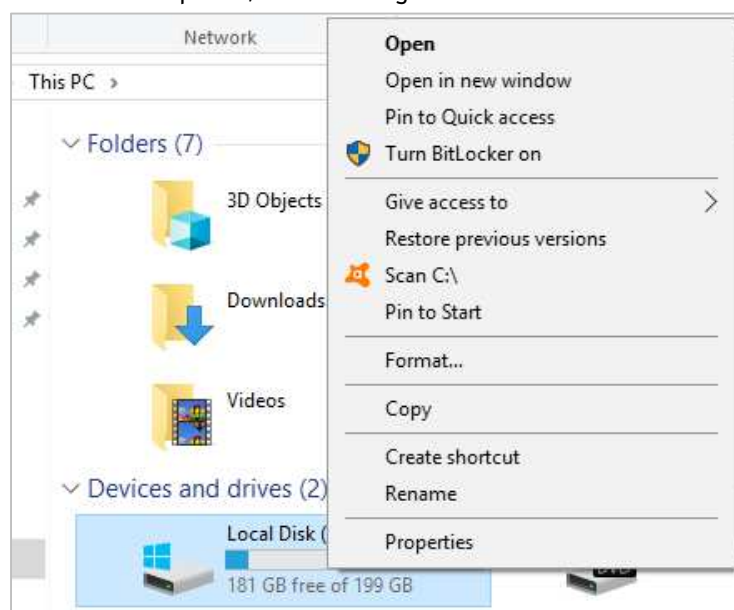 Network
This PC >
Folders (7)
3D Objects
Downloads
Videos
Devices and drives (2)
Local Disk (
181 GB free of 199 GB
Open
Open in new window
Pin to Quick access
Turn BitLocker on
Give access to
Restore previous versions
Scan C:\
Pin to Start
Format...
Copy
Create shortcut
Rename
Properties